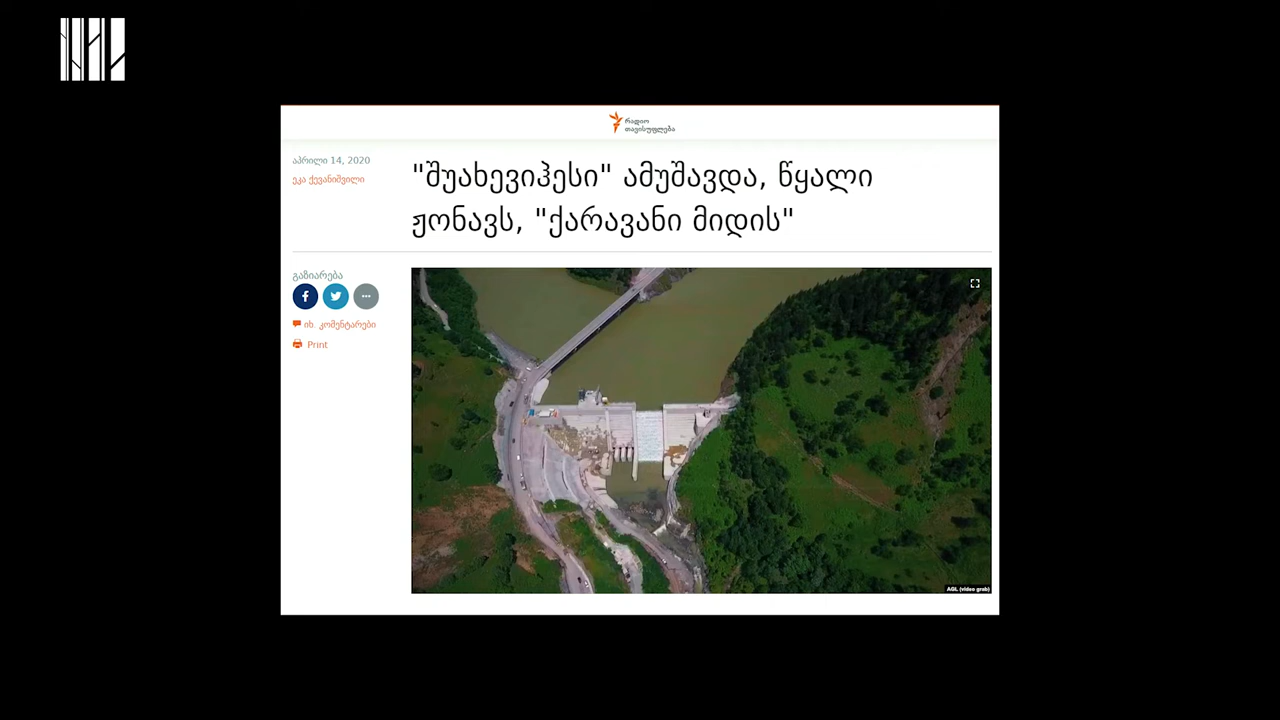 რადიო
თავისუფლება
აპრილი 14, 2020
ეკა ქევანიშვილი
"შუახევიჰესი" ამუშავდა, წყალი
ჟონავს, "ქარავანი მიდის"
გაზიარება
იხ. კომენტარები
Print
AGL (video grab)